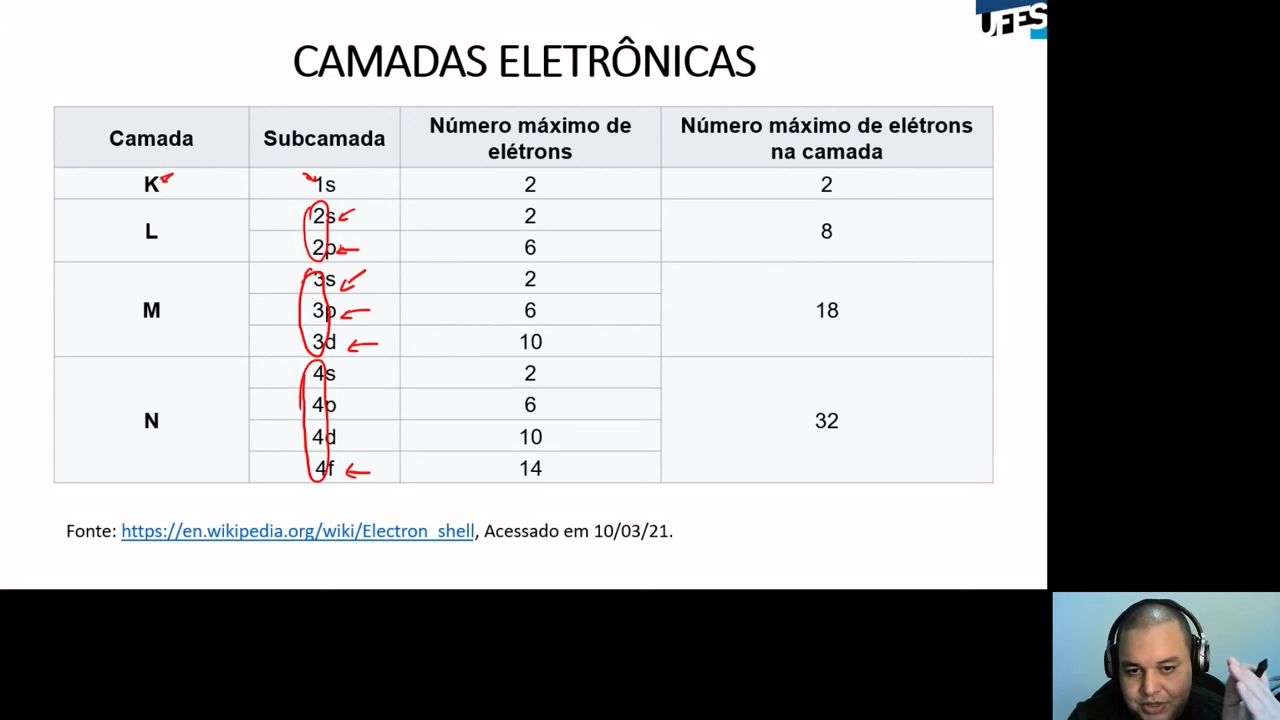 UFES
CAMADAS ELETRÔNICAS
Camada Subcamada Número máximo de elétrons Número máximo de elétrons na camada
K 1s 2 2
L 2s 2 8
2p 6
M 3s 2 18
3p 6
3d 10
N 4s 2 32
4p 6
4d 10
4f 14
Fonte: https://en.wikipedia.org/wiki/Electron_shell, Acessado em 10/03/21.